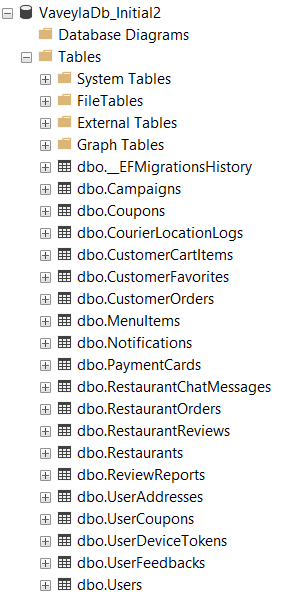 VaveylaDb_Initial2
Database Diagrams
Tables
System Tables
FileTables
External Tables
Graph Tables
dbo.__EFMigrationsHistory
dbo.Campaigns
dbo.Coupons
dbo.CourierLocationLogs
dbo.CustomerCartItems
dbo.CustomerFavorites
dbo.CustomerOrders
dbo.MenuItems
dbo.Notifications
dbo.PaymentCards
dbo.RestaurantChatMessages
dbo.RestaurantOrders
dbo.RestaurantReviews
dbo.Restaurants
dbo.ReviewReports
dbo.UserAddresses
dbo.UserCoupons
dbo.UserDeviceTokens
dbo.UserFeedbacks
dbo.Users